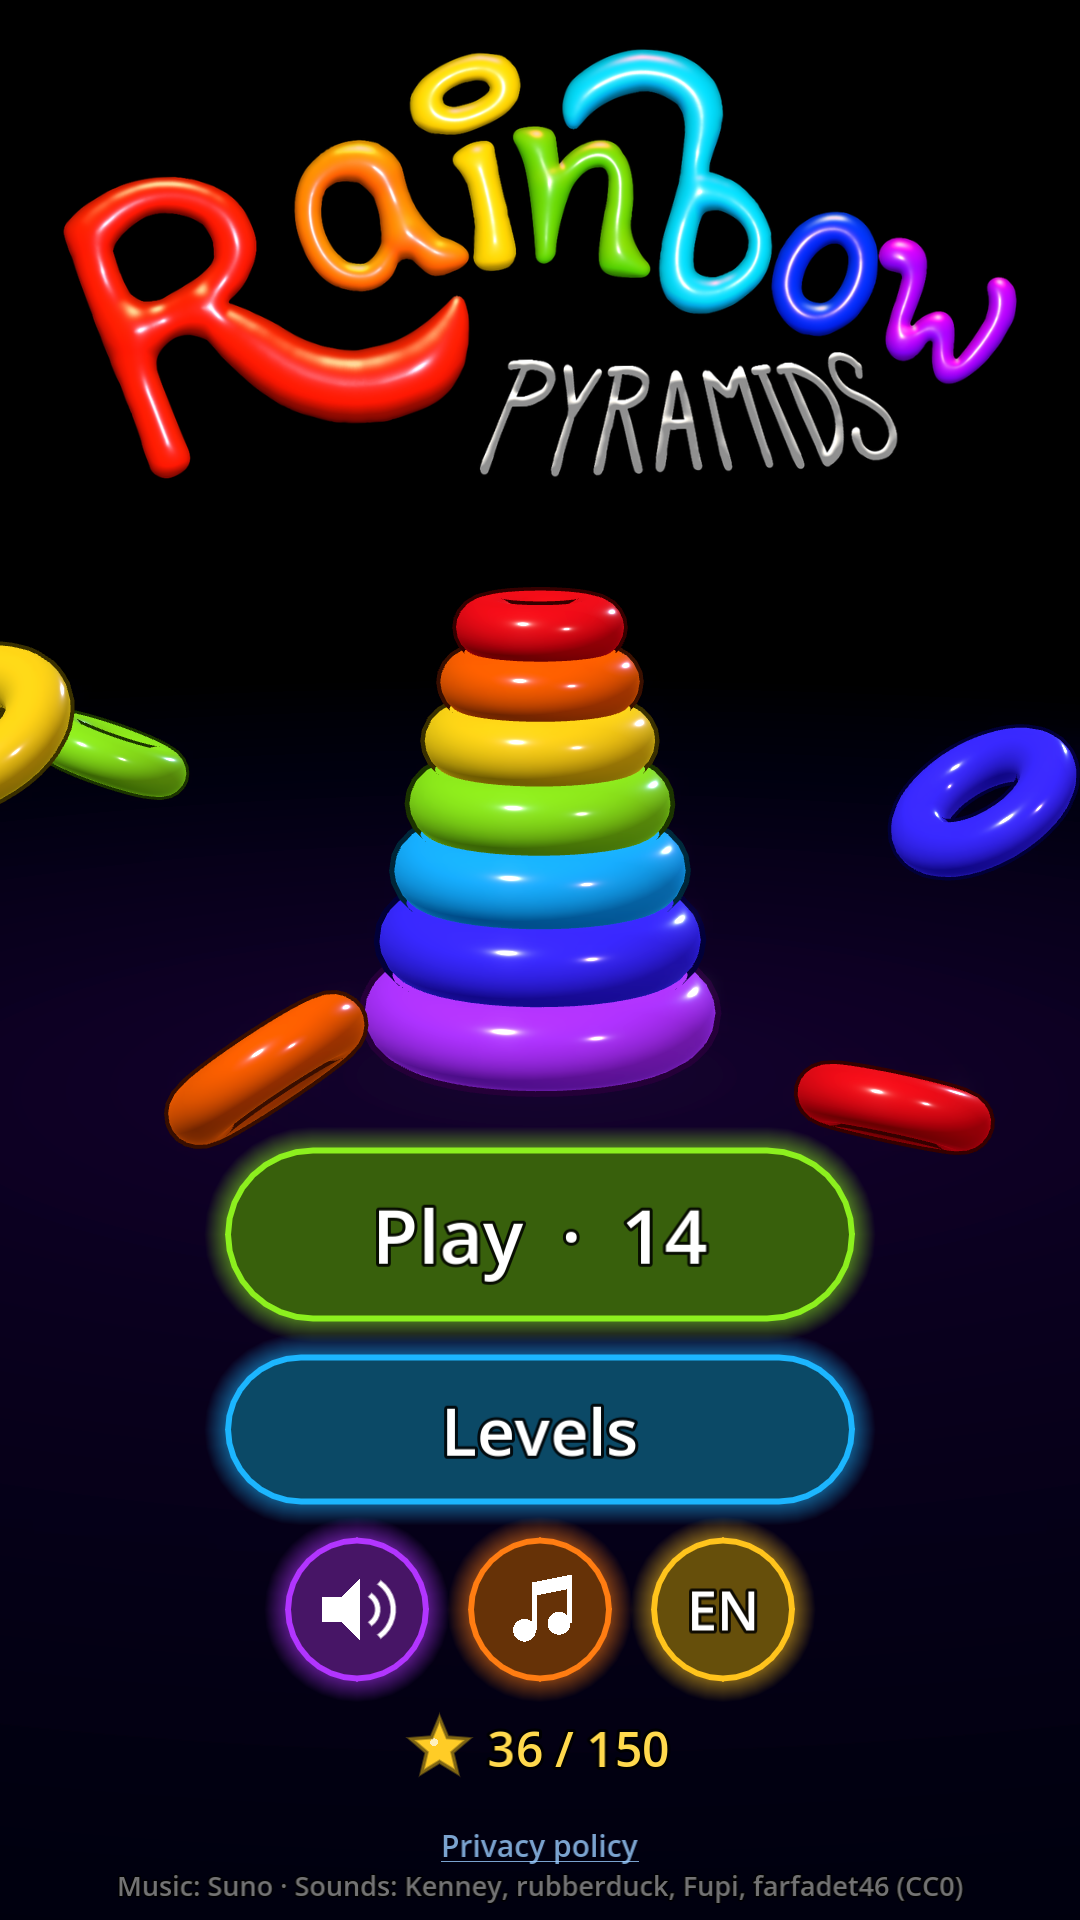 Rainbow
PYRAMIDS
Play · 14
Levels
EN
36 / 150
Privacy policy
Music: Suno · Sounds: Kenney, rubberduck, Fupi, farfadet46 (CC0)